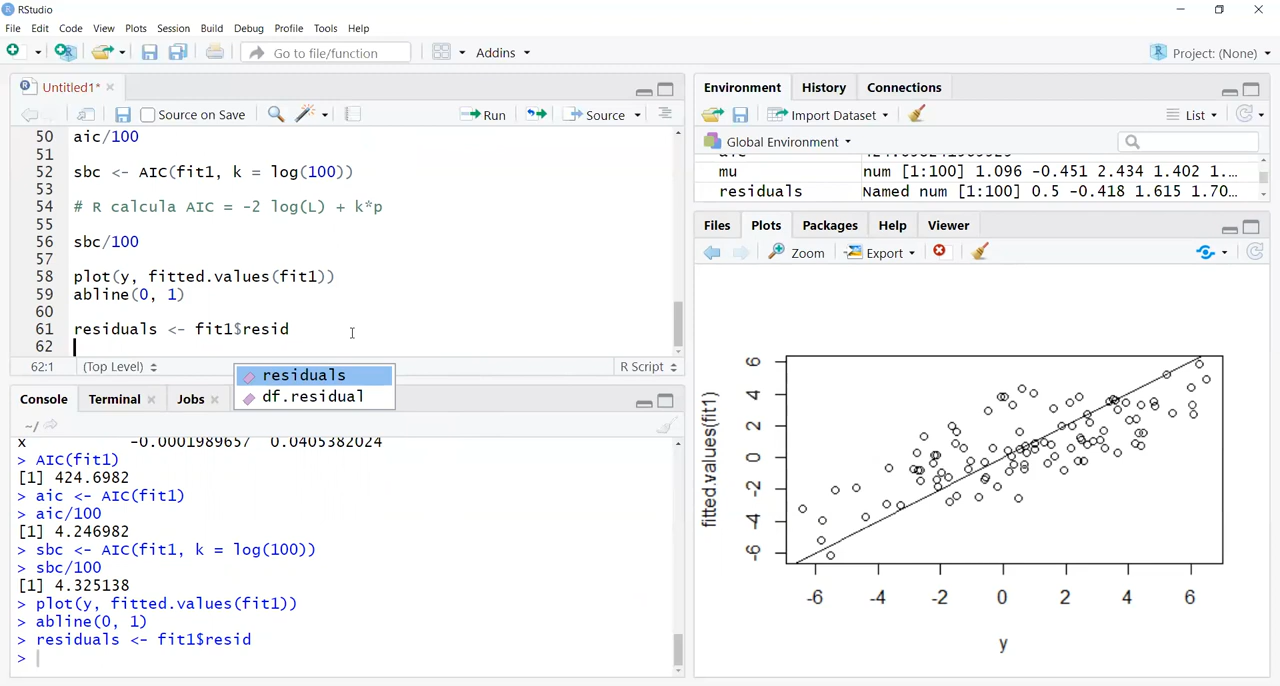 RStudio
File Edit Code View Plots Session Build Debug Profile Tools Help
Go to file/function Addins Project: (None)
Untitled1*
Source on Save Run Source
50 aic/100
51
52 sbc <- AIC(fit1, k = log(100))
53
54 # R calcula AIC = -2 log(L) + k*p
55
56 sbc/100
57
58 plot(y, fitted.values(fit1))
59 abline(0, 1)
60
61 residuals <- fit1$resid
62
62:1 (Top Level) R Script
residuals
df.residual
Console Terminal Jobs
~/
x -0.0001989657 0.0405382024
> AIC(fit1)
[1] 424.6982
> aic <- AIC(fit1)
> aic/100
[1] 4.246982
> sbc <- AIC(fit1, k = log(100))
> sbc/100
[1] 4.325138
> plot(y, fitted.values(fit1))
> abline(0, 1)
> residuals <- fit1$resid
>
Environment History Connections
Import Dataset List
Global Environment
mu num [1:100] 1.096 -0.451 2.434 1.402 1....
residuals Named num [1:100] 0.5 -0.418 1.615 1.70...
Files Plots Packages Help Viewer
Zoom Export
fitted.values(fit1)
6
4
2
0
-2
-4
-6
-6 -4 -2 0 2 4 6
y